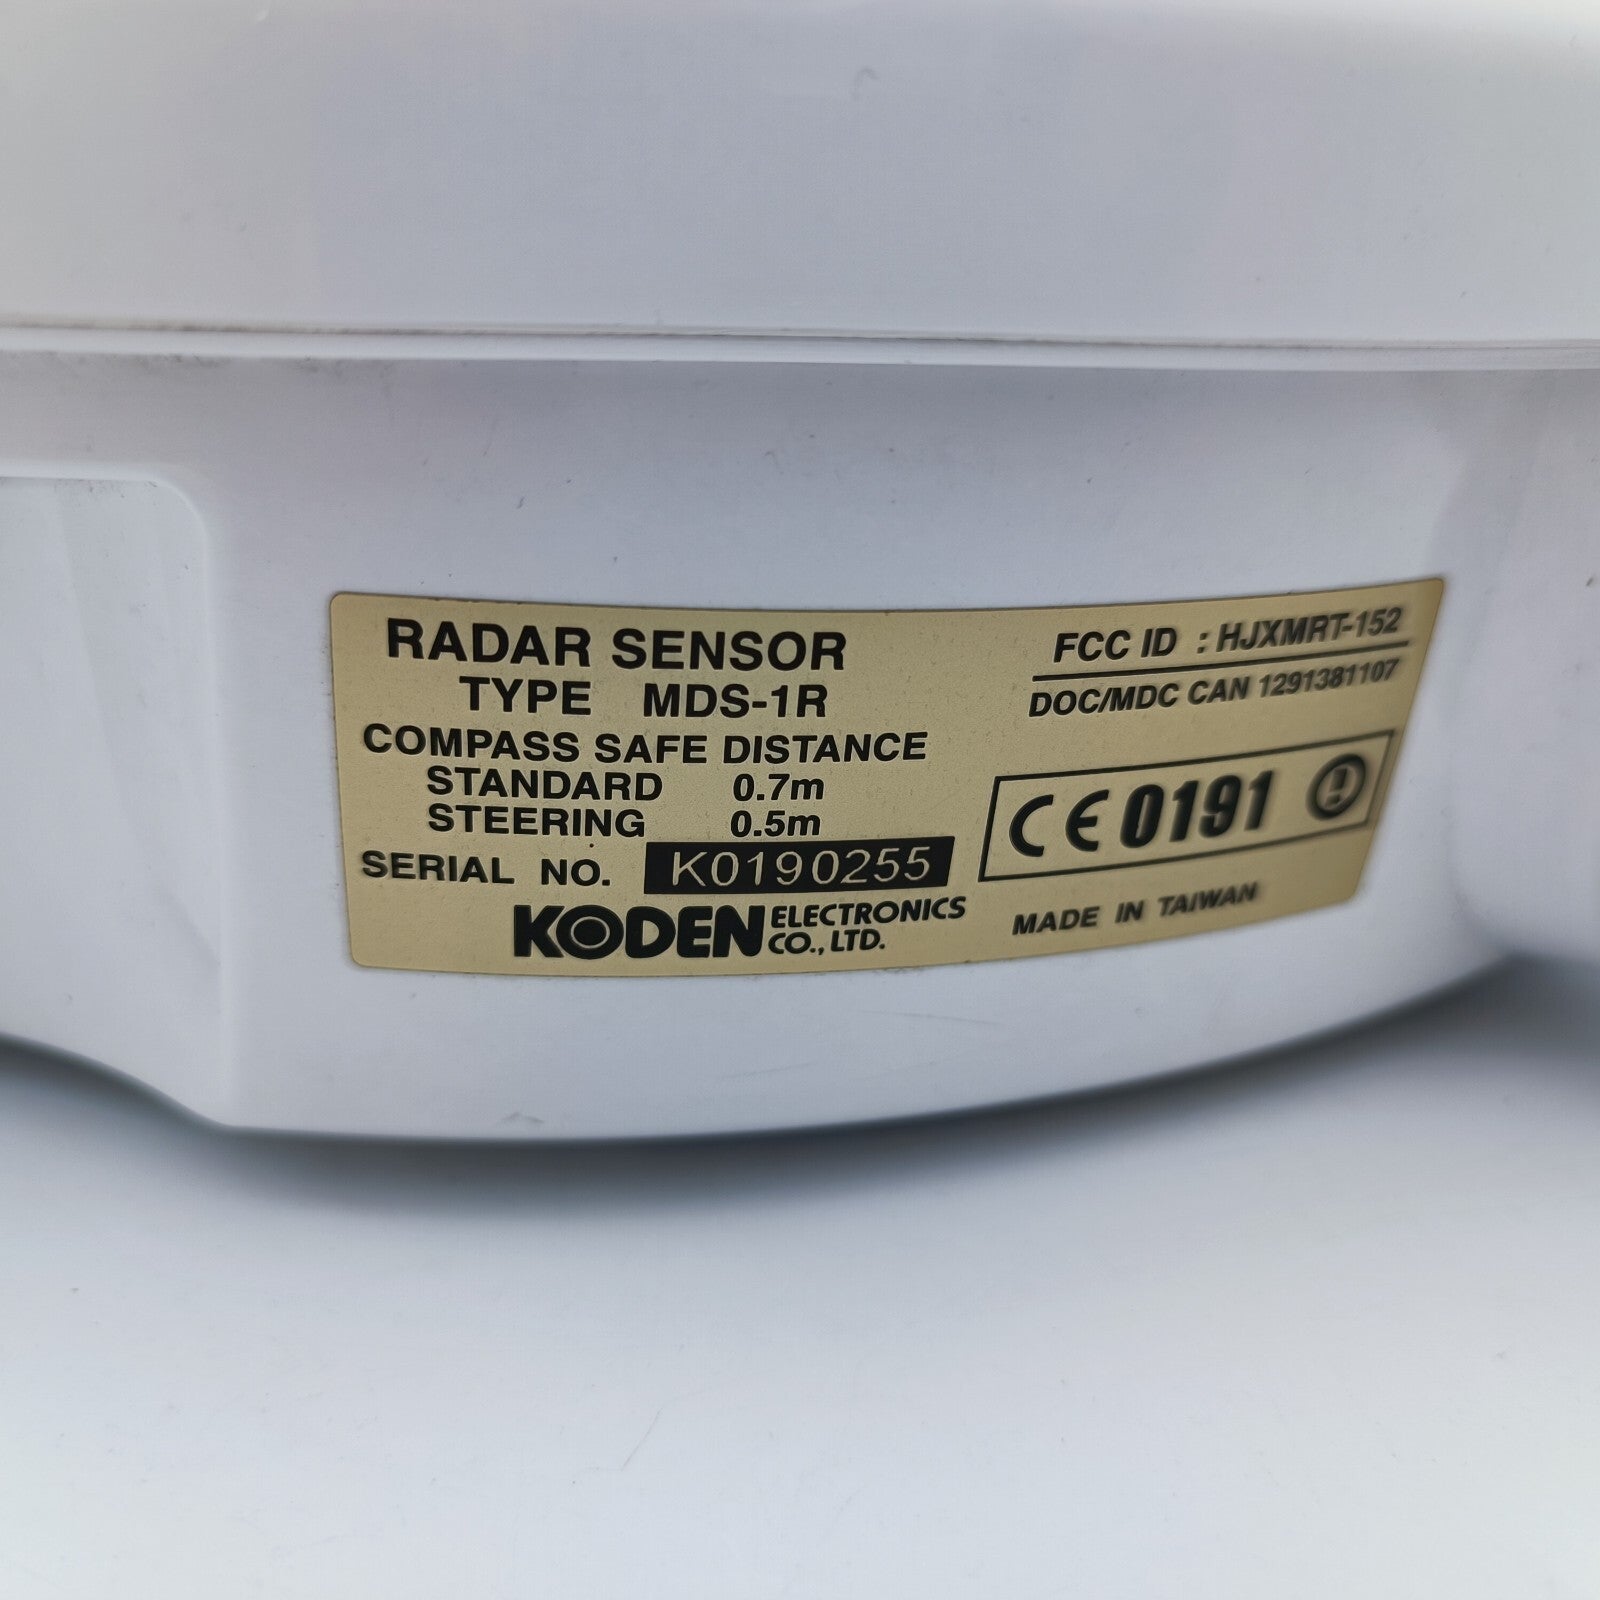 RADAR SENSOR
TYPE MDS-1R
COMPASS SAFE DISTANCE
STANDARD 0.7m
STEERING 0.5m
SERIAL NO. K0190255
KODEN ELECTRONICS
CO., LTD.
FCC ID : HJXMRT-152
DOC/MDC CAN 1291381107
CE 0191 !
MADE IN TAIWAN